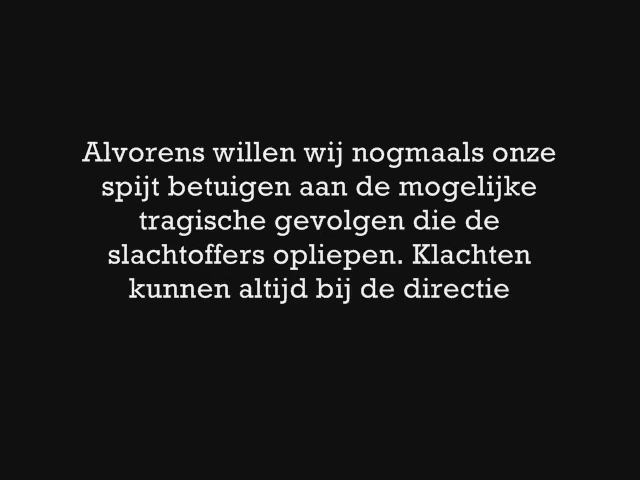 Alvorens willen wij nogmaals onze
spijt betuigen aan de mogelijke
tragische gevolgen die de
slachtoffers opliepen. Klachten
kunnen altijd bij de directie